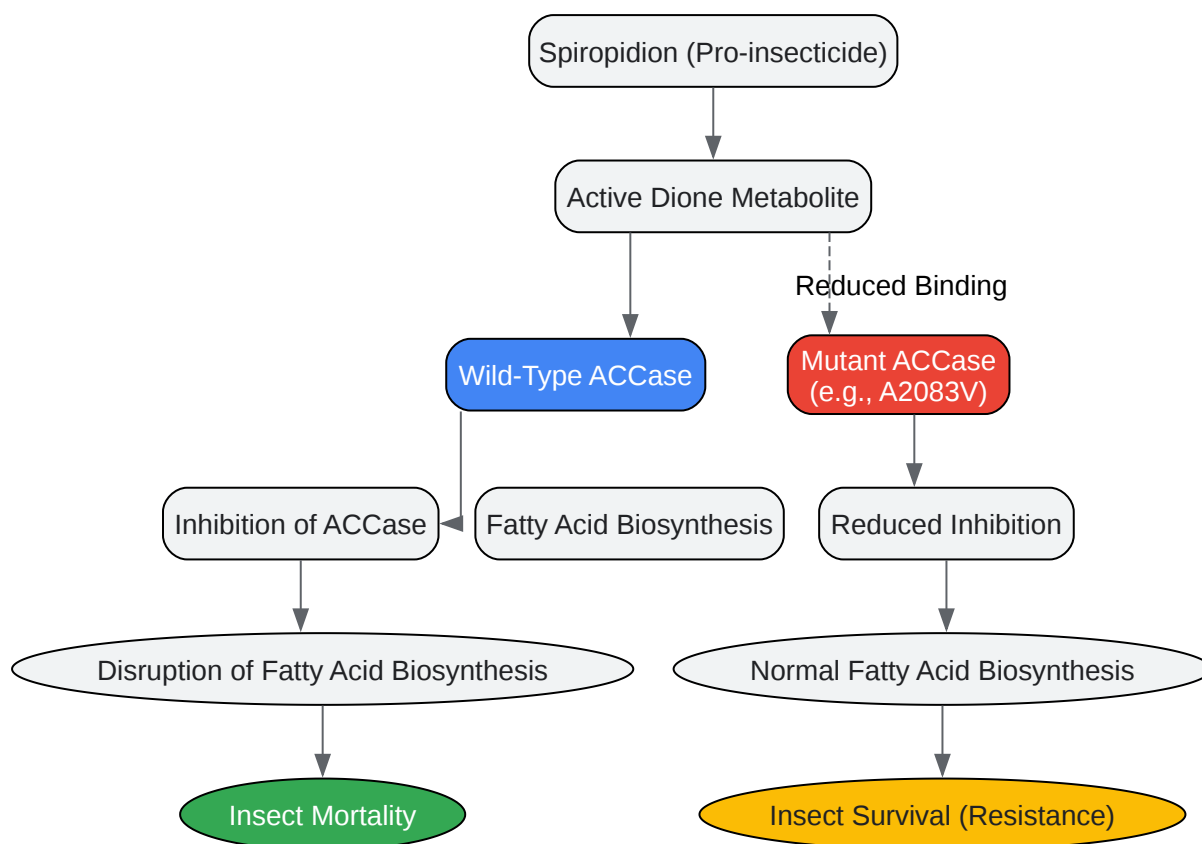 Spiropidion (Pro-insecticide)
Active Dione Metabolite
Reduced Binding
Wild-Type ACCase
Mutant ACCase
(e.g., A2083V)
Inhibition of ACCase
Fatty Acid Biosynthesis
Reduced Inhibition
Disruption of Fatty Acid Biosynthesis
Normal Fatty Acid Biosynthesis
Insect Mortality
Insect Survival (Resistance)